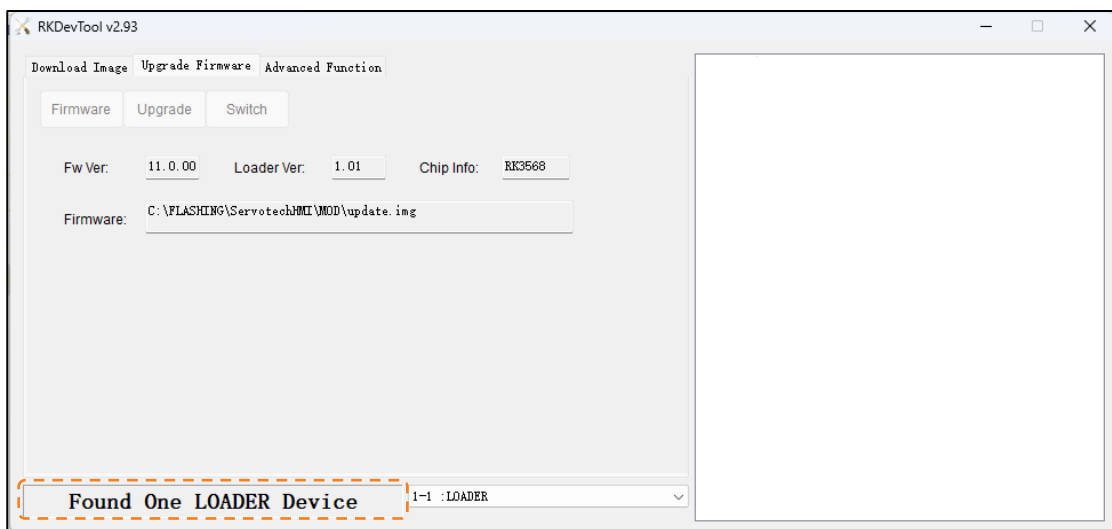 RKDevTool v2.93
Download Image Upgrade Firmware Advanced Function
Firmware Upgrade Switch
Fw Ver: 11.0.00 Loader Ver: 1.01 Chip Info: RK3568
Firmware: C:\FLASHING\ServotechHMI\MOD\update.img
Found One LOADER Device 1-1 :LOADER